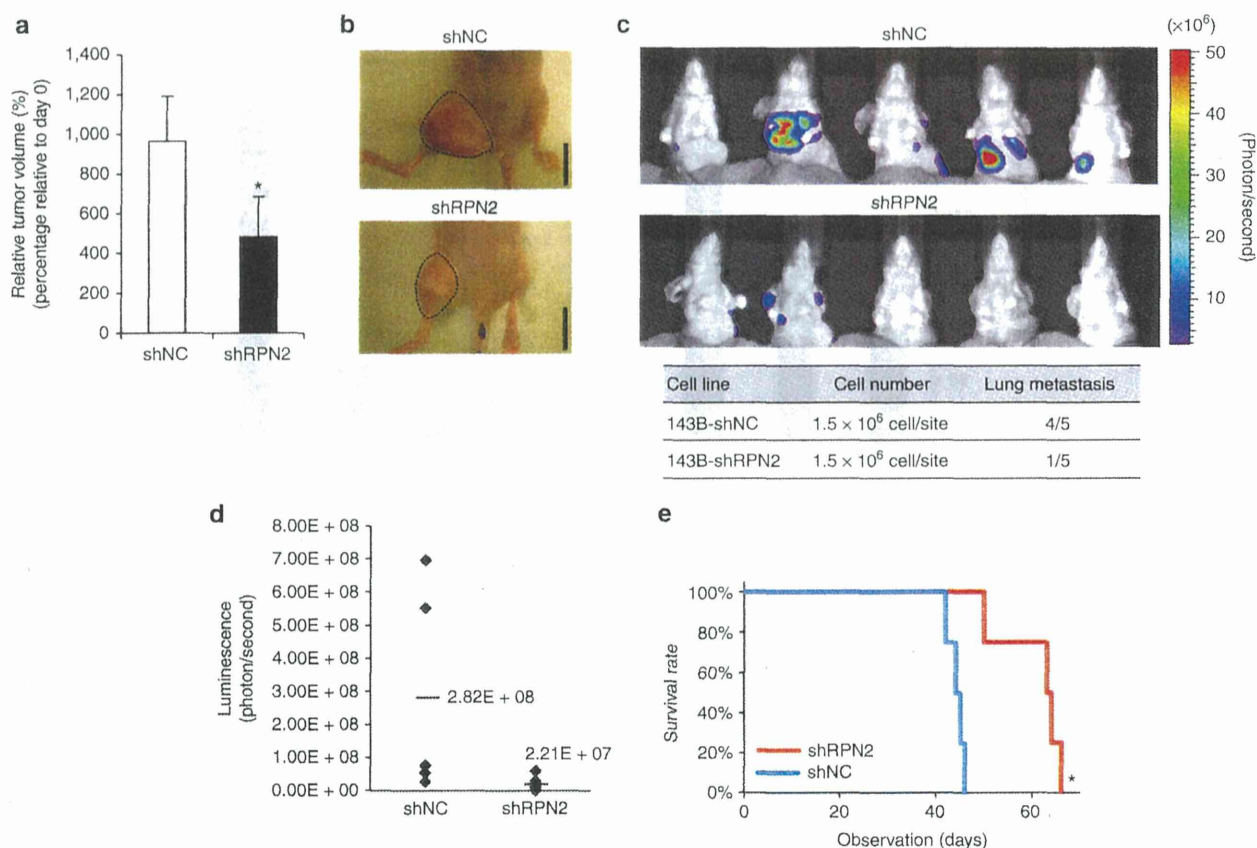 a
1,400
1,200
1,000
800
600
400
200
0
Relative tumor volume (%)
(percentage relative to day 0)
*
shNC
shRPN2
b
shNC
shRPN2
c
shNC
shRPN2
(×10⁶)
50
40
30
20
10
(Photon/second)
Cell line Cell number Lung metastasis
143B-shNC 1.5 × 10⁶ cell/site 4/5
143B-shRPN2 1.5 × 10⁶ cell/site 1/5
d
8.00E + 08
7.00E + 08
6.00E + 08
5.00E + 08
4.00E + 08
3.00E + 08
2.00E + 08
1.00E + 08
0.00E + 00
Luminescence
(photon/second)
2.82E + 08
2.21E + 07
shNC
shRPN2
e
100%
80%
60%
40%
20%
0%
Survival rate
shRPN2
shNC
*
0
20
40
60
Observation (days)